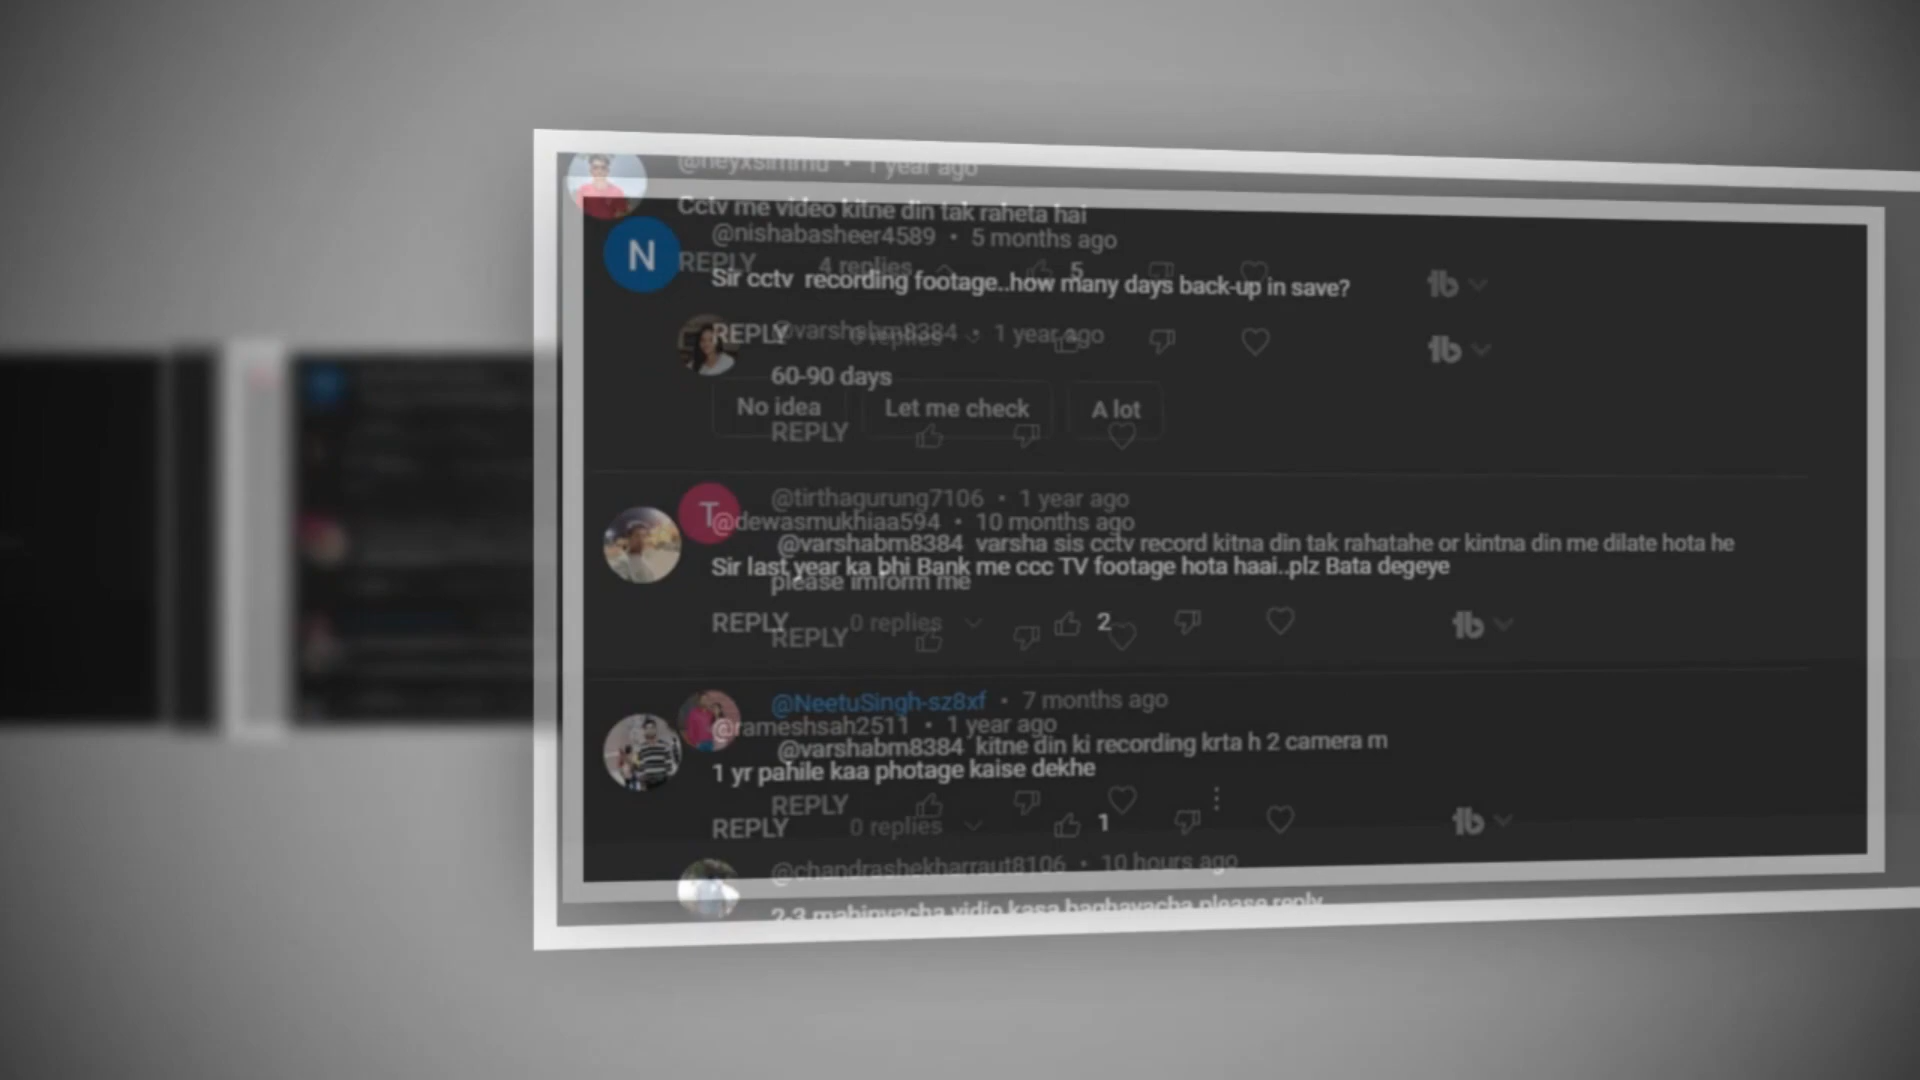 1 year ago
Cctv me video kitne din tak raheta hai
@nishabasheer4589 • 5 months ago
N
REPLY 4 replies 5
Sir cctv recording footage..how many days back-up in save?
@varshabm8384 • 1 year ago
REPLY 0 replies
60-90 days
No idea Let me check A lot
REPLY
@tirthagurung7106 • 1 year ago
T
@dewasmukhiaa594 • 10 months ago
@varshabm8384 varsha sis cctv record kitna din tak rahatahe or kintna din me dilate hota he
Sir last year ka bhi Bank me ccc TV footage hota haai..plz Bata degeye
please imform me
REPLY 0 replies 2
REPLY
@NeetuSingh-sz8xf • 7 months ago
@rameshsah2511 • 1 year ago
@varshabm8384 kitne din ki recording krta h 2 camera m
1 yr pahile kaa photage kaise dekhe
REPLY
REPLY 0 replies 1
@chandrashekharraut8106 • 10 hours ago
2-3 mahinyacha vidio kasa baghayacha please reply